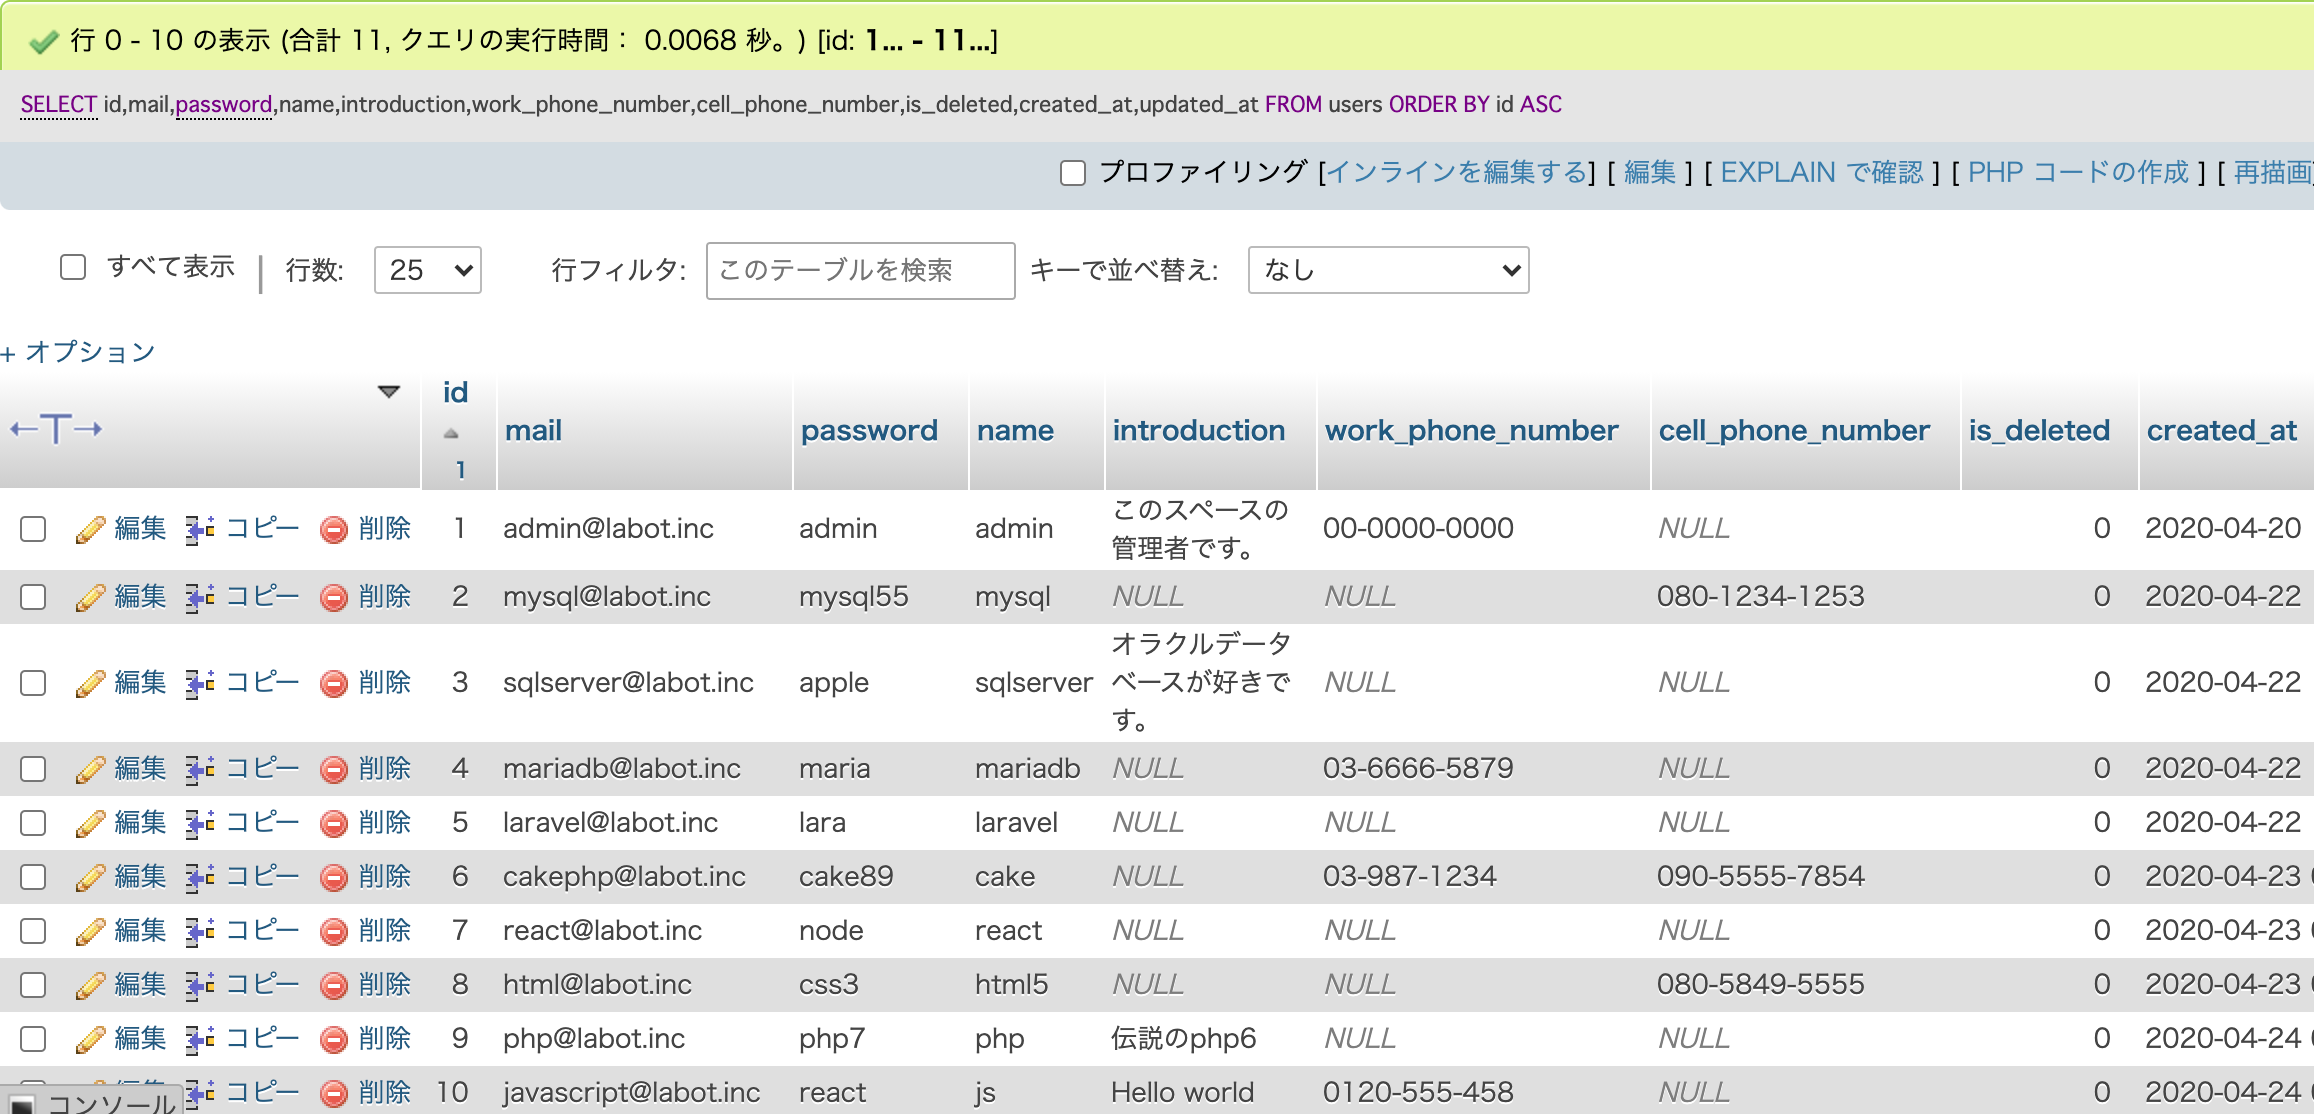 行 0 - 10 の表示 (合計 11, クエリの実行時間： 0.0068 秒。) [id: 1... - 11...]
SELECT id,mail,password,name,introduction,work_phone_number,cell_phone_number,is_deleted,created_at,updated_at FROM users ORDER BY id ASC
プロファイリング [インラインを編集する] [ 編集 ] [ EXPLAIN で確認 ] [ PHP コードの作成 ] [ 再描画]
すべて表示 | 行数: 25 行フィルタ: このテーブルを検索 キーで並べ替え: なし
+ オプション
←T→ id 1 mail password name introduction work_phone_number cell_phone_number is_deleted created_at
編集 コピー 削除 1 admin@labot.inc admin admin このスペースの 00-0000-0000 NULL 0 2020-04-20
管理者です。
編集 コピー 削除 2 mysql@labot.inc mysql55 mysql NULL NULL 080-1234-1253 0 2020-04-22
オラクルデータ
編集 コピー 削除 3 sqlserver@labot.inc apple sqlserver ベースが好きで NULL NULL 0 2020-04-22
す。
編集 コピー 削除 4 mariadb@labot.inc maria mariadb NULL 03-6666-5879 NULL 0 2020-04-22
編集 コピー 削除 5 laravel@labot.inc lara laravel NULL NULL NULL 0 2020-04-22
編集 コピー 削除 6 cakephp@labot.inc cake89 cake NULL 03-987-1234 090-5555-7854 0 2020-04-23
編集 コピー 削除 7 react@labot.inc node react NULL NULL NULL 0 2020-04-23
編集 コピー 削除 8 html@labot.inc css3 html5 NULL NULL 080-5849-5555 0 2020-04-23
編集 コピー 削除 9 php@labot.inc php7 php 伝説のphp6 NULL NULL 0 2020-04-24
コピー 削除 10 javascript@labot.inc react js Hello world 0120-555-458 NULL 0 2020-04-24
コンソール